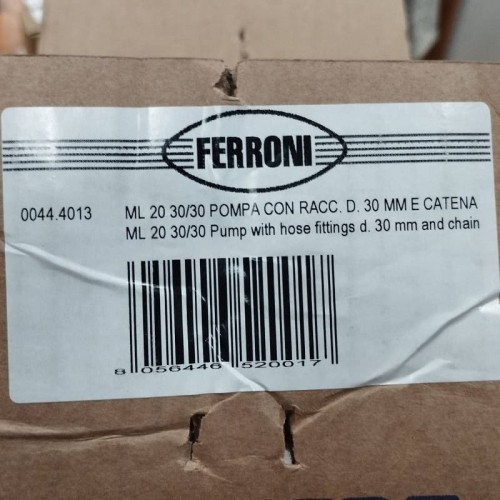 FERRONI
0044.4013 ML 20 30/30 POMPA CON RACC. D. 30 MM E CATENA
ML 20 30/30 Pump with hose fittings d. 30 mm and chain
8 056446 520017